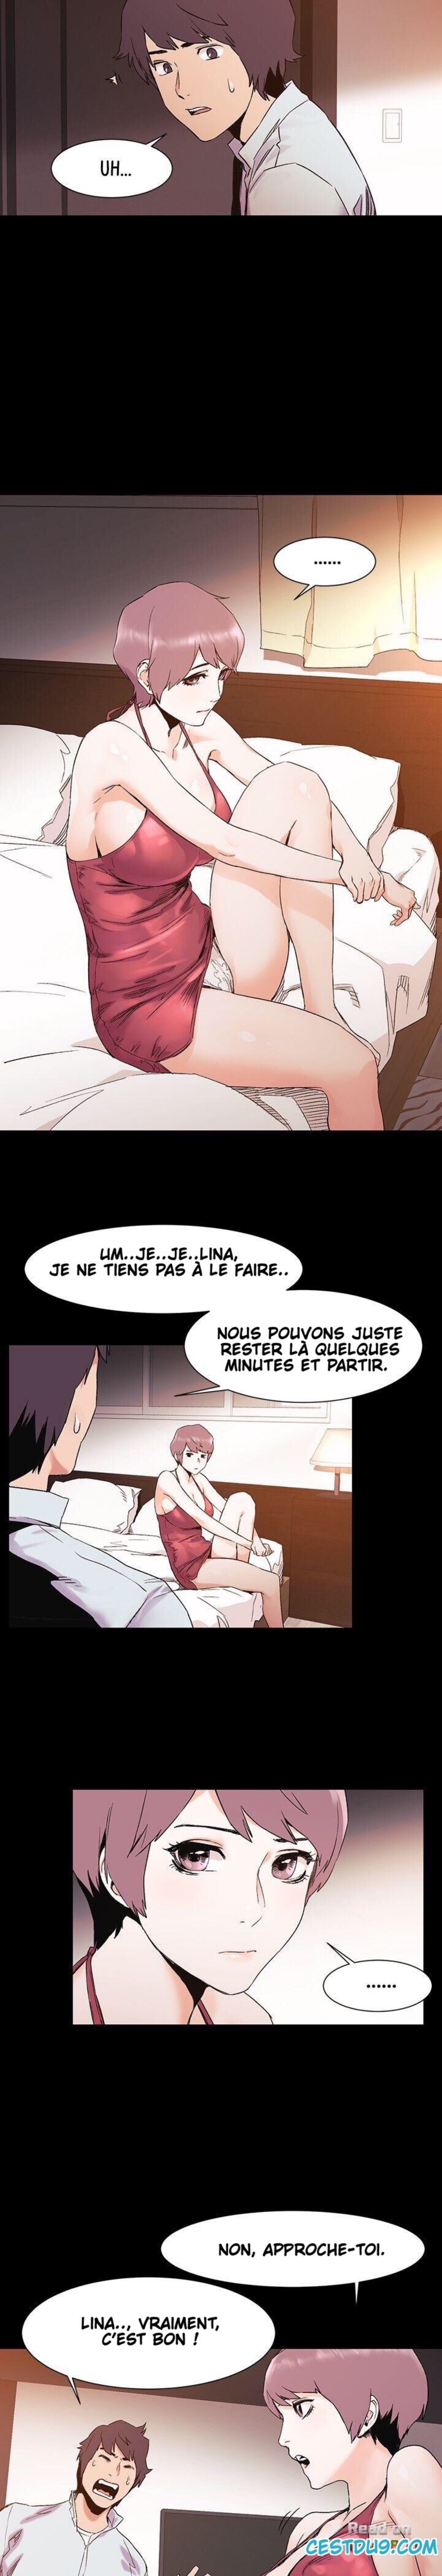 UH...
......
UM..JE..JE..LINA,
JE NE TIENS PAS À LE FAIRE..
NOUS POUVONS JUSTE
RESTER LÀ QUELQUES
MINUTES ET PARTIR.
......
NON, APPROCHE-TOI.
LINA.., VRAIMENT,
C'EST BON !
Read on
CESTDU9.COM